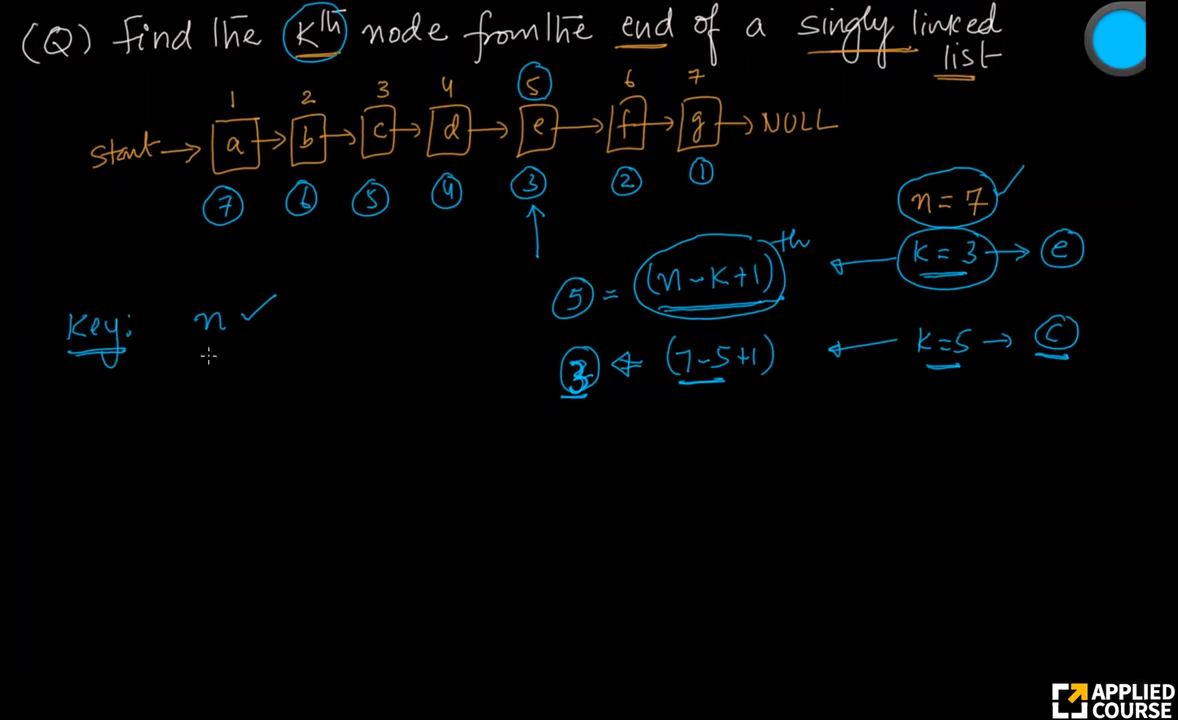 (Q) Find the Kth node from the end of a singly linked list
1 2 3 4 5 6 7
start → a → b → c → d → e → f → g → NULL
7 6 5 4 3 2 1
n = 7 ✓
5 = (n-k+1)th ← k = 3 → e
Key: n ✓
3 ⇐ (7-5+1) ← k=5 → c
APPLIED
COURSE